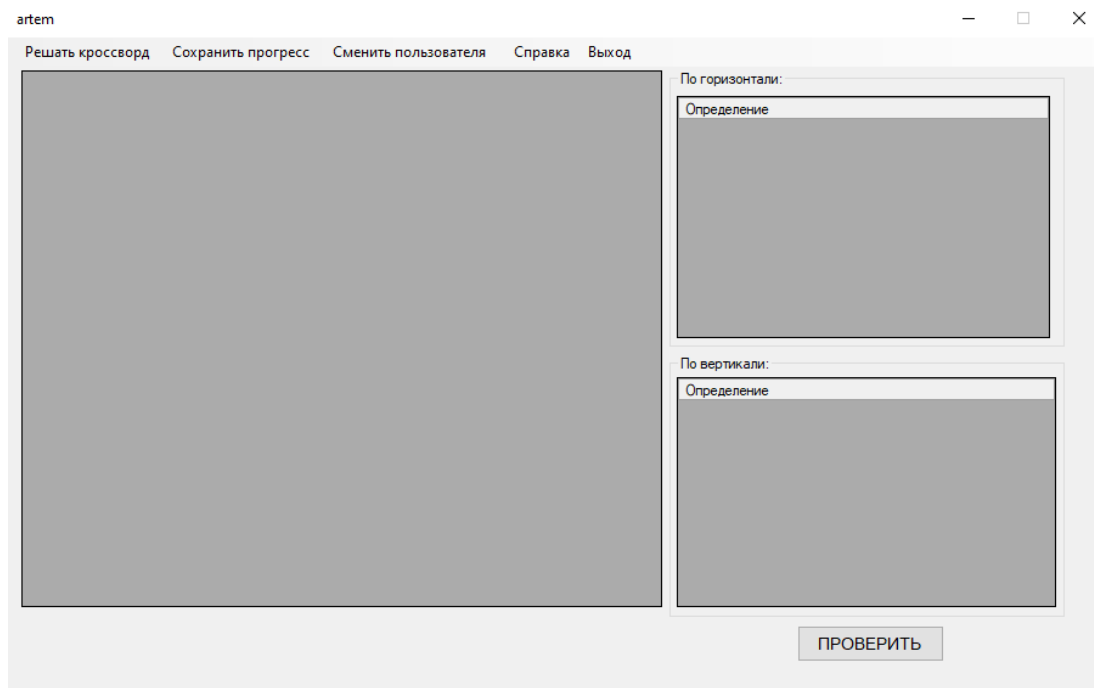 artem
Решать кроссворд Сохранить прогресс Сменить пользователя Справка Выход
По горизонтали:
Определение
По вертикали:
Определение
ПРОВЕРИТЬ